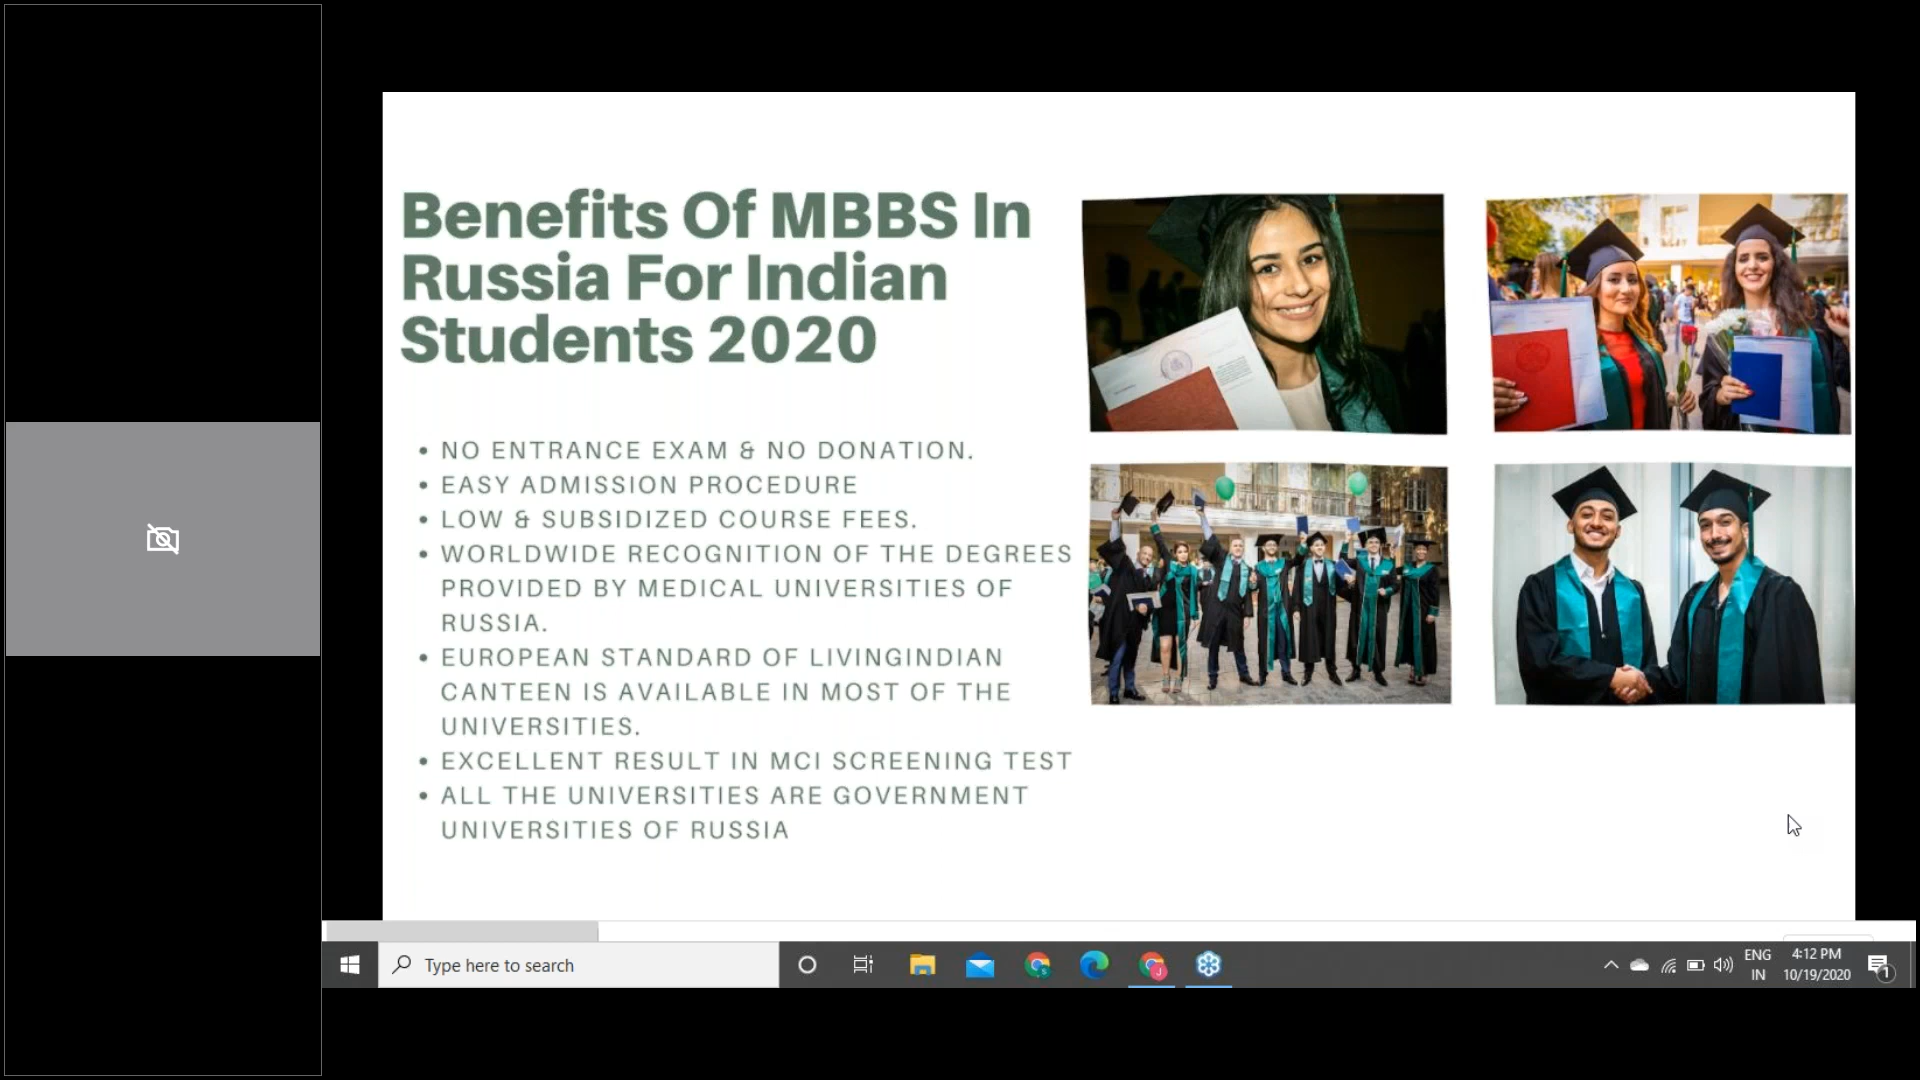 Benefits Of MBBS In
Russia For Indian
Students 2020
• NO ENTRANCE EXAM & NO DONATION.
• EASY ADMISSION PROCEDURE
• LOW & SUBSIDIZED COURSE FEES.
• WORLDWIDE RECOGNITION OF THE DEGREES
PROVIDED BY MEDICAL UNIVERSITIES OF
RUSSIA.
• EUROPEAN STANDARD OF LIVINGINDIAN
CANTEEN IS AVAILABLE IN MOST OF THE
UNIVERSITIES.
• EXCELLENT RESULT IN MCI SCREENING TEST
• ALL THE UNIVERSITIES ARE GOVERNMENT
UNIVERSITIES OF RUSSIA
Type here to search
ENG
IN
4:12 PM
10/19/2020
1